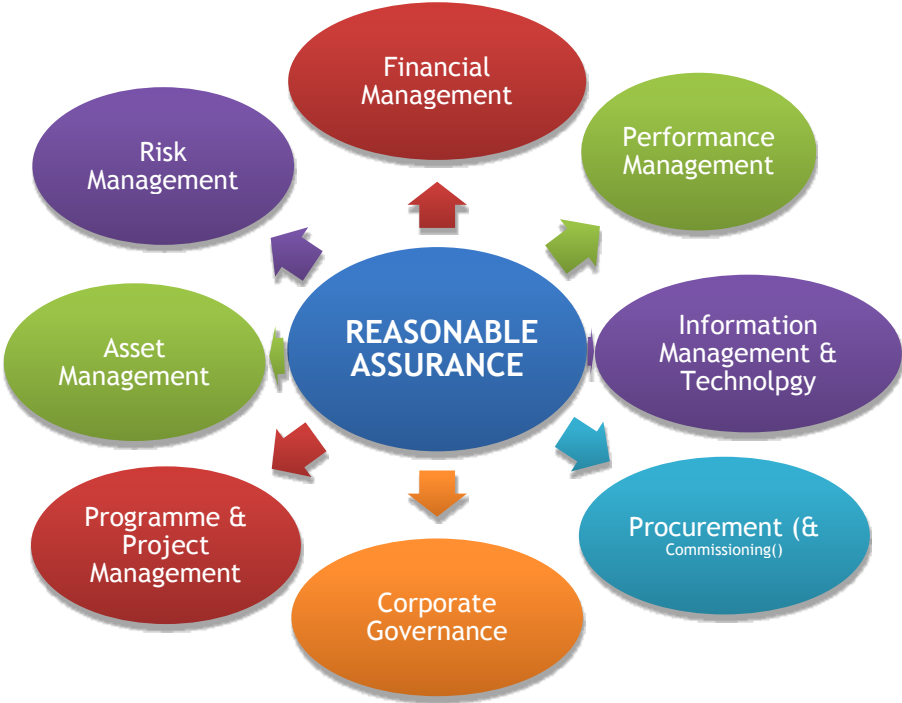 Financial
Management
Performance
Management
Risk
Management
REASONABLE
ASSURANCE
Information
Management &
Technolpgy
Asset
Management
Procurement (&
Commissioning()
Programme &
Project
Management
Corporate
Governance